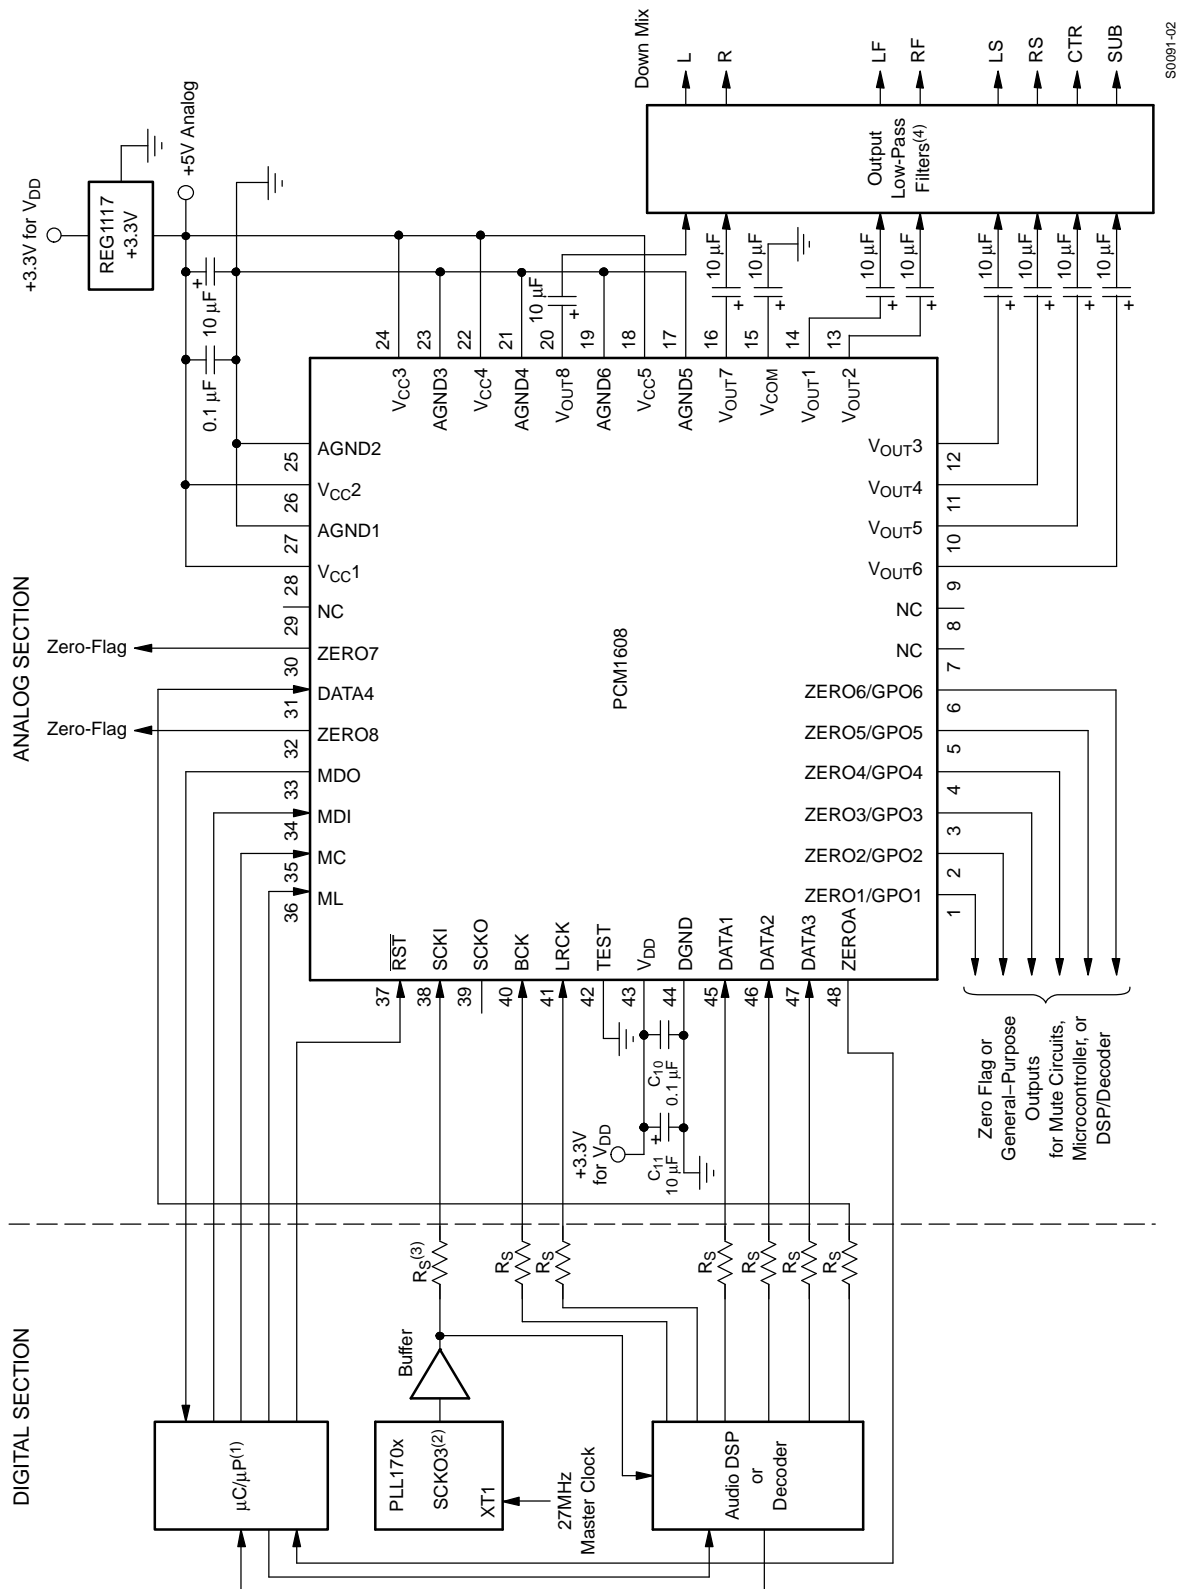 DIGITAL SECTION
ANALOG SECTION
μC/μP(1)
PLL170x
SCKO3(2)
XT1
27MHz
Master Clock
Buffer
Audio DSP
or
Decoder
RS(3)
RS
RS
RS
RS
RS
RS
+3.3V
for VDD
C11
10 μF
+
C10
0.1 μF
Zero Flag or
General–Purpose
Outputs
for Mute Circuits,
Microcontroller, or
DSP/Decoder
PCM1608
36 ML
35 MC
34 MDI
33 MDO
32 ZERO8
31 DATA4
30 ZERO7
29 NC
28 VCC1
27 AGND1
26 VCC2
25 AGND2
Zero-Flag
Zero-Flag
37 RST
38 SCKI
39 SCKO
40 BCK
41 LRCK
42 TEST
43 VDD
44 DGND
45 DATA1
46 DATA2
47 DATA3
48 ZEROA
ZERO1/GPO1 1
ZERO2/GPO2 2
ZERO3/GPO3 3
ZERO4/GPO4 4
ZERO5/GPO5 5
ZERO6/GPO6 6
NC 7
NC 8
VOUT6 9
VOUT5 10
VOUT4 11
VOUT3 12
VCC3 24
AGND3 23
VCC4 22
AGND4 21
VOUT8 20
AGND6 19
VCC5 18
AGND5 17
VOUT7 16
VCOM 15
VOUT1 14
VOUT2 13
0.1 μF
10 μF
+
+3.3V for VDD
REG1117
+3.3V
+5V Analog
10 μF
+
10 μF
+
10 μF
+
10 μF
+
10 μF
+
10 μF
+
10 μF
+
10 μF
+
10 μF
+
Output
Low-Pass
Filters(4)
Down Mix
L
R
LF
RF
LS
RS
CTR
SUB
S0091-02